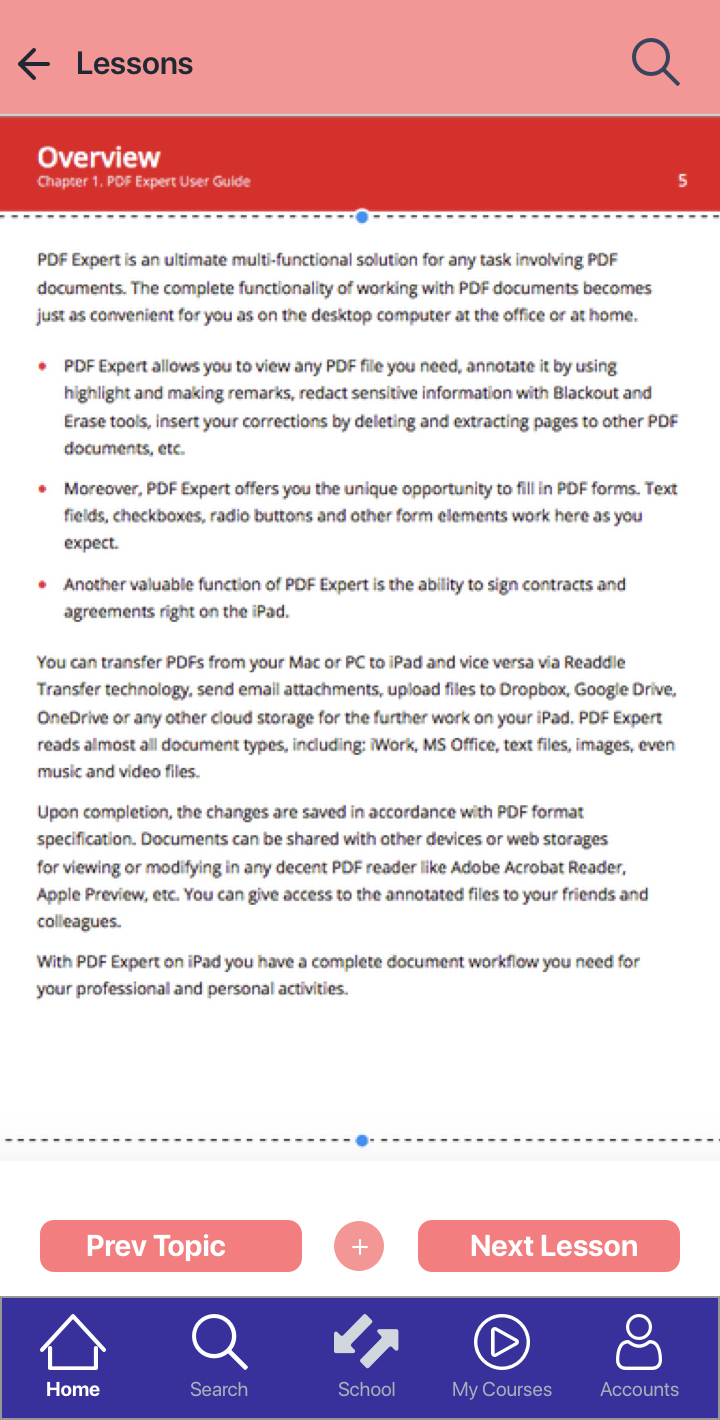 Lessons
Overview
Chapter 1. PDF Expert User Guide
5
PDF Expert is an ultimate multi-functional solution for any task involving PDF
documents. The complete functionality of working with PDF documents becomes
just as convenient for you as on the desktop computer at the office or at home.
• PDF Expert allows you to view any PDF file you need, annotate it by using
highlight and making remarks, redact sensitive information with Blackout and
Erase tools, insert your corrections by deleting and extracting pages to other PDF
documents, etc.
• Moreover, PDF Expert offers you the unique opportunity to fill in PDF forms. Text
fields, checkboxes, radio buttons and other form elements work here as you
expect.
• Another valuable function of PDF Expert is the ability to sign contracts and
agreements right on the iPad.
You can transfer PDFs from your Mac or PC to iPad and vice versa via Readdle
Transfer technology, send email attachments, upload files to Dropbox, Google Drive,
OneDrive or any other cloud storage for the further work on your iPad. PDF Expert
reads almost all document types, including: iWork, MS Office, text files, images, even
music and video files.
Upon completion, the changes are saved in accordance with PDF format
specification. Documents can be shared with other devices or web storages
for viewing or modifying in any decent PDF reader like Adobe Acrobat Reader,
Apple Preview, etc. You can give access to the annotated files to your friends and
colleagues.
With PDF Expert on iPad you have a complete document workflow you need for
your professional and personal activities.
Prev Topic + Next Lesson
Home Search School My Courses Accounts